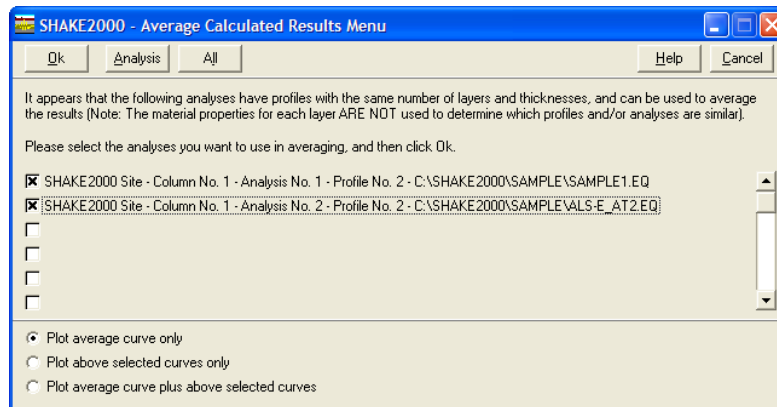 SHAKE2000 - Average Calculated Results Menu
Ok Analysis All Help Cancel
It appears that the following analyses have profiles with the same number of layers and thicknesses, and can be used to average
the results (Note: The material properties for each layer ARE NOT used to determine which profiles and/or analyses are similar).
Please select the analyses you want to use in averaging, and then click Ok.
SHAKE2000 Site - Column No. 1 - Analysis No. 1 - Profile No. 2 - C:\SHAKE2000\SAMPLE\SAMPLE1.EQ
SHAKE2000 Site - Column No. 1 - Analysis No. 2 - Profile No. 2 - C:\SHAKE2000\SAMPLE\ALS-E_AT2.EQ
Plot average curve only
Plot above selected curves only
Plot average curve plus above selected curves